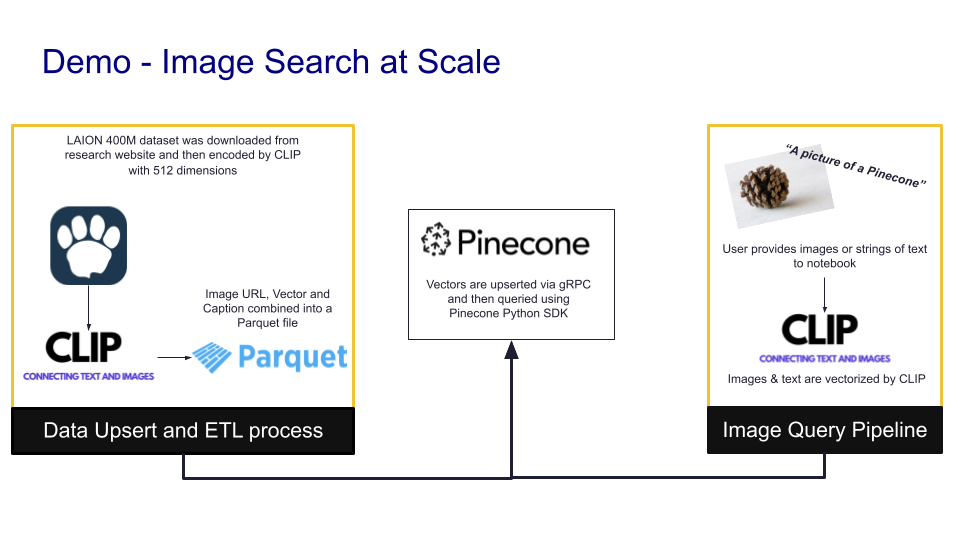 Demo - Image Search at Scale
LAION 400M dataset was downloaded from
research website and then encoded by CLIP
with 512 dimensions
CLIP
CONNECTING TEXT AND IMAGES
Image URL, Vector and
Caption combined into a
Parquet file
Parquet
Data Upsert and ETL process
Pinecone
Vectors are upserted via gRPC
and then queried using
Pinecone Python SDK
“A picture of a Pinecone”
User provides images or strings of text
to notebook
CLIP
CONNECTING TEXT AND IMAGES
Images & text are vectorized by CLIP
Image Query Pipeline